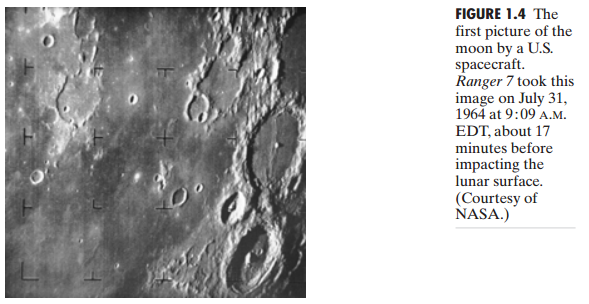 FIGURE 1.4 The
first picture of the
moon by a U.S.
spacecraft.
Ranger 7 took this
image on July 31,
1964 at 9:09 A.M.
EDT, about 17
minutes before
impacting the
lunar surface.
(Courtesy of
NASA.)